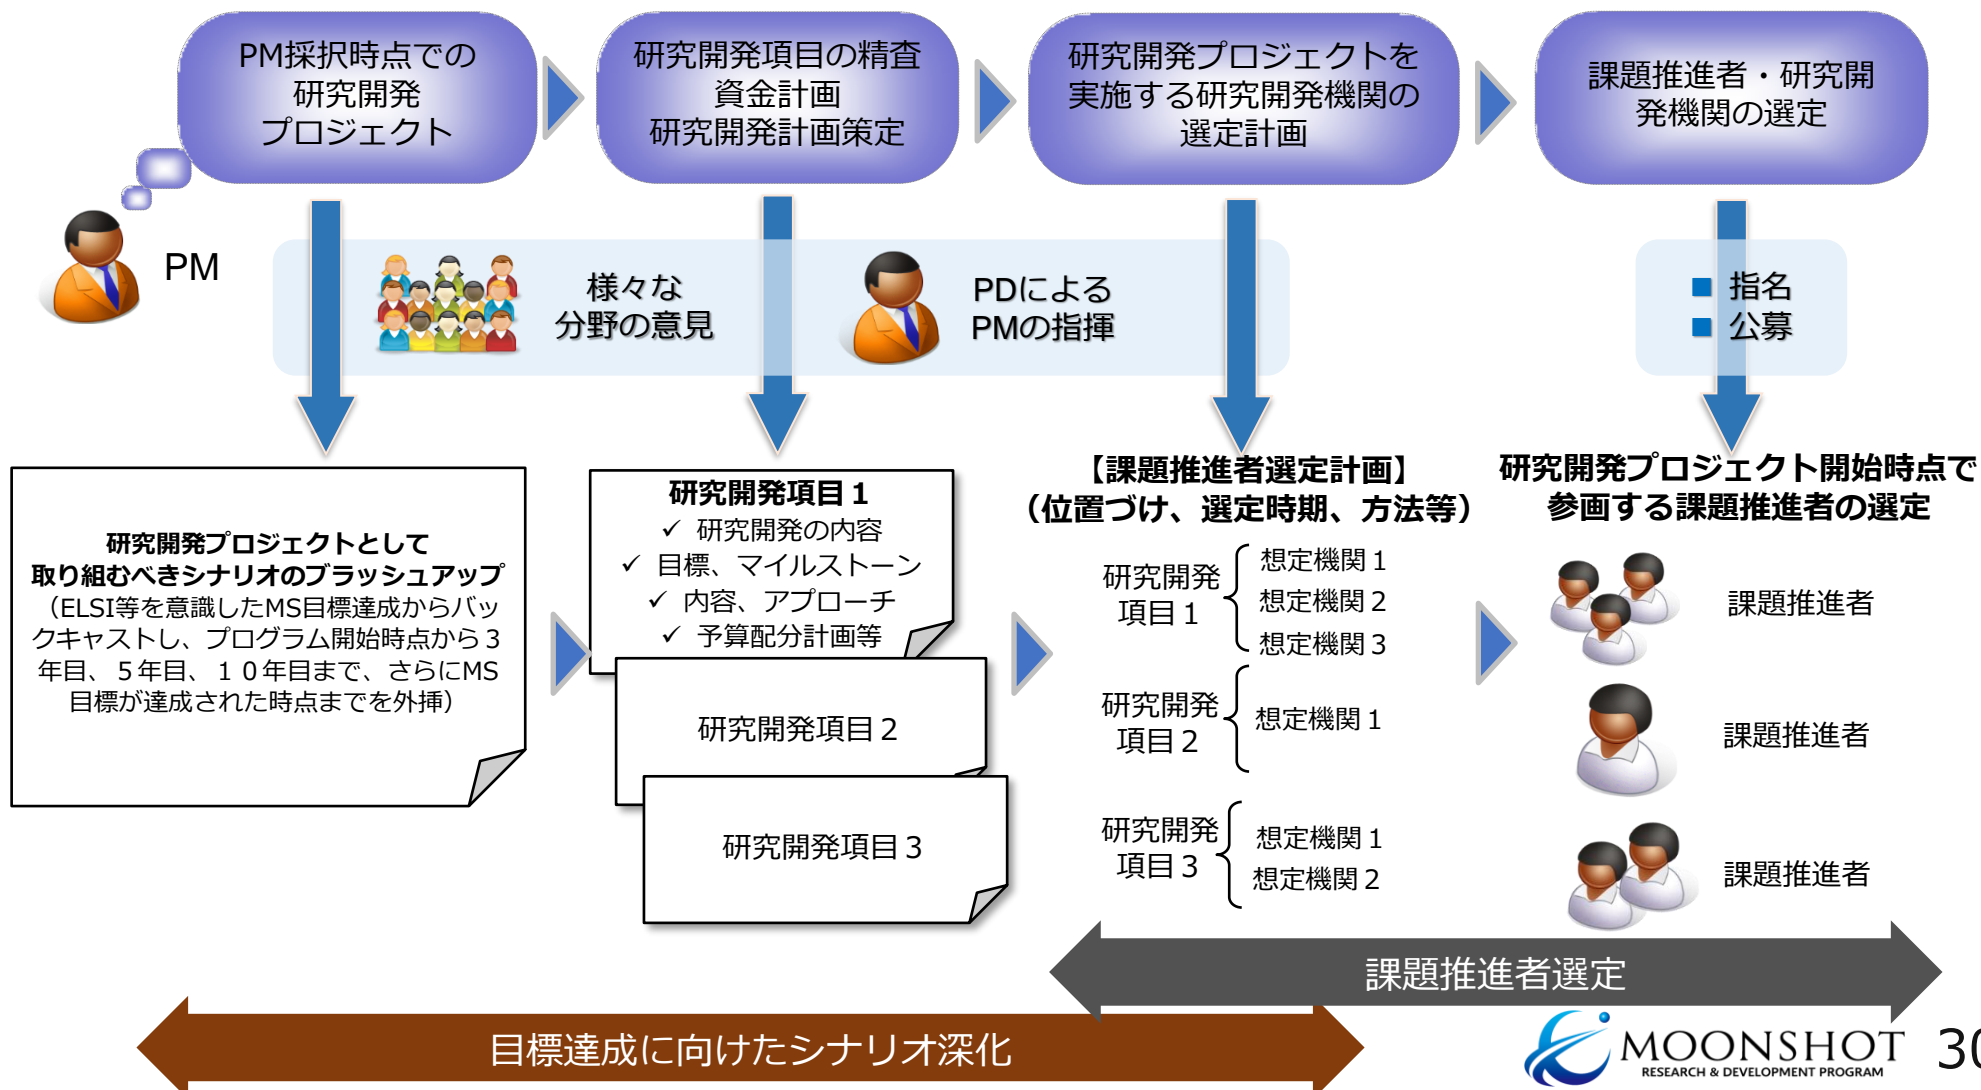 PM採択時点での
研究開発
プロジェクト
研究開発項目の精査
資金計画
研究開発計画策定
研究開発プロジェクトを
実施する研究開発機関の
選定計画
課題推進者・研究開
発機関の選定
PM
様々な
分野の意見
PDによる
PMの指揮
■ 指名
■ 公募
研究開発プロジェクトとして
取り組むべきシナリオのブラッシュアップ
（ELSI等を意識したMS目標達成からバッ
クキャストし、プログラム開始時点から３
年目、５年目、１０年目まで、さらにMS
目標が達成された時点までを外挿）
研究開発項目１
✓ 研究開発の内容
✓ 目標、マイルストーン
✓ 内容、アプローチ
✓ 予算配分計画等
研究開発項目２
研究開発項目３
【課題推進者選定計画】
（位置づけ、選定時期、方法等）
研究開発
項目１
想定機関１
想定機関２
想定機関３
研究開発
項目２
想定機関１
研究開発
項目３
想定機関１
想定機関２
研究開発プロジェクト開始時点で
参画する課題推進者の選定
課題推進者
課題推進者
課題推進者
課題推進者選定
目標達成に向けたシナリオ深化
MOONSHOT
RESEARCH & DEVELOPMENT PROGRAM
30